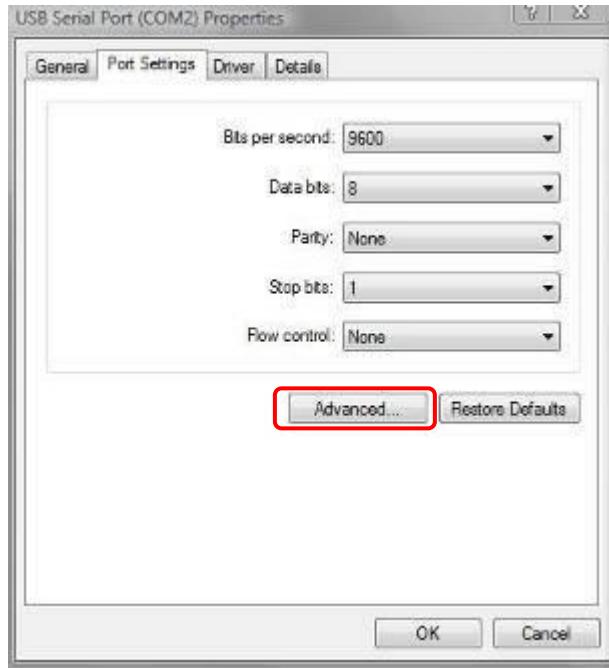 USB Serial Port (COM2) Properties
General Port Settings Driver Details
Bits per second: 9600
Data bits: 8
Parity: None
Stop bits: 1
Flow control: None
Advanced... Restore Defaults
OK Cancel